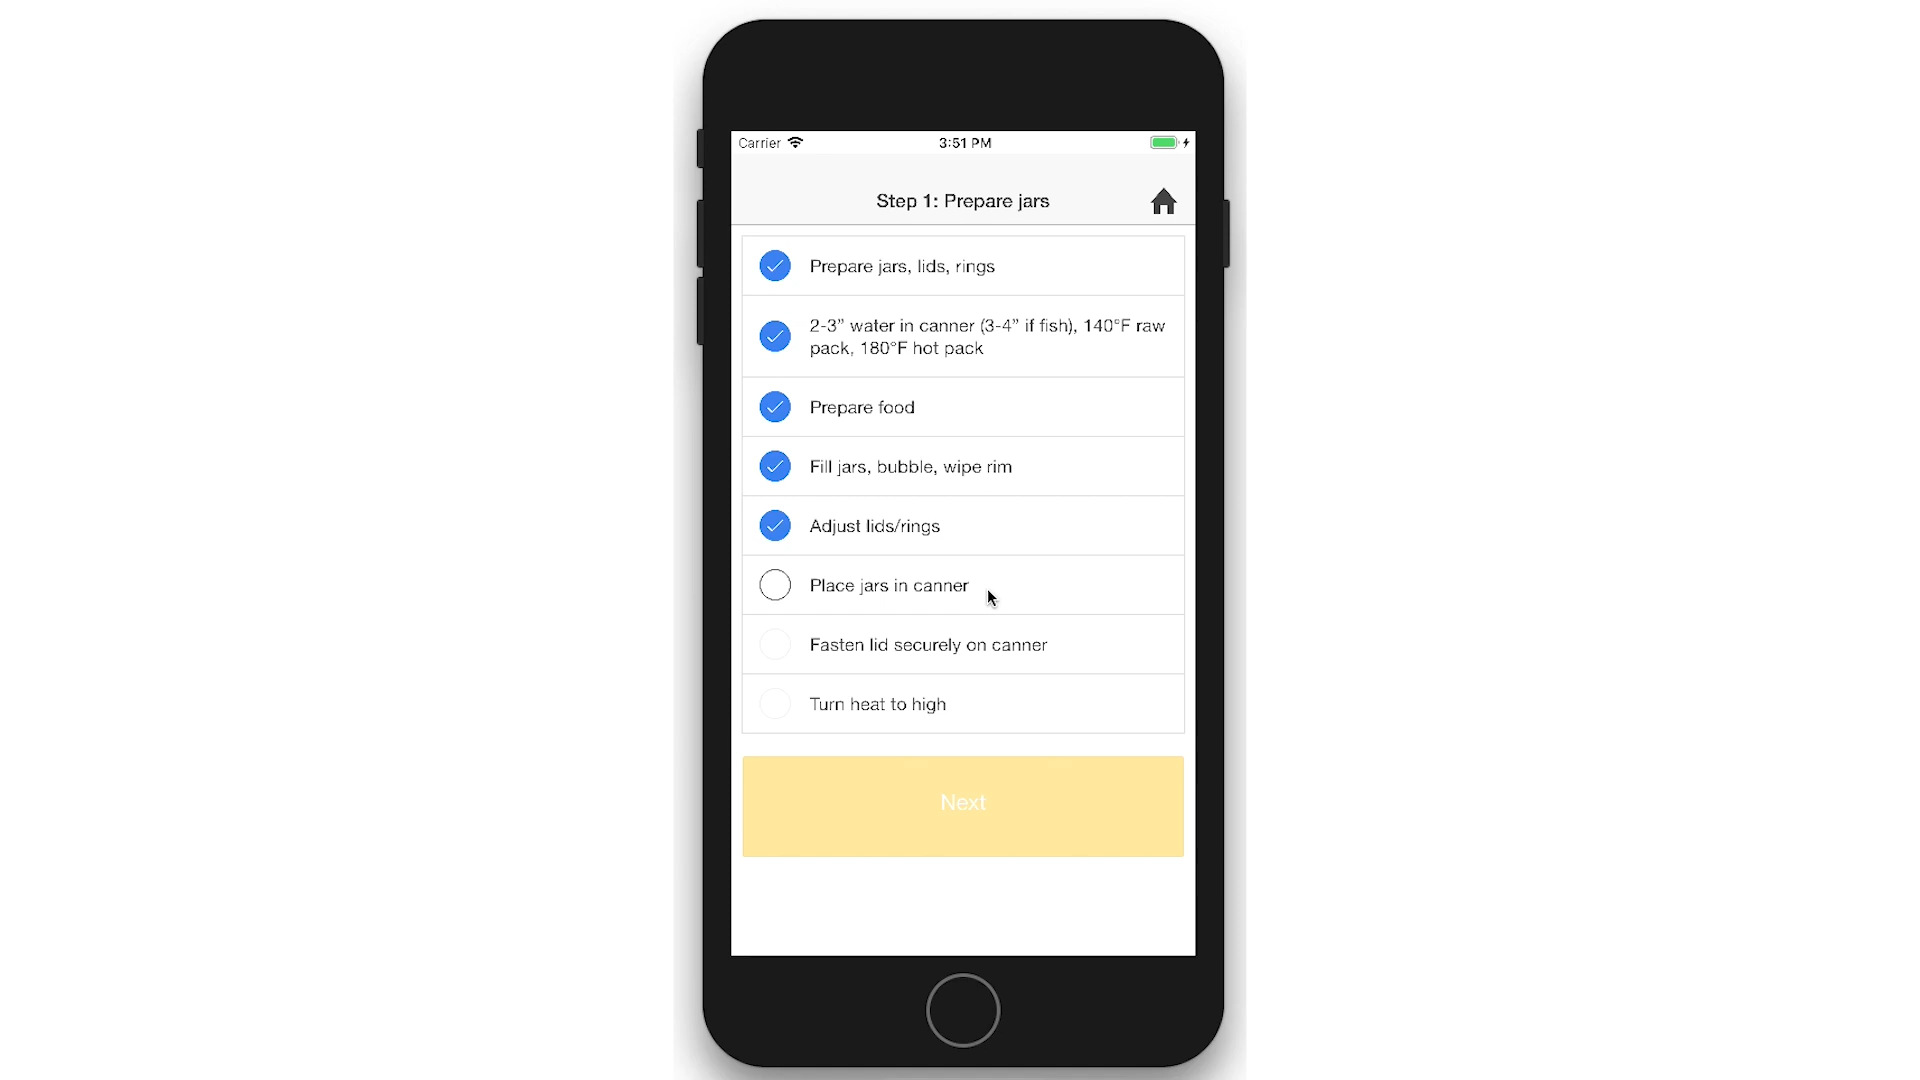 Carrier
3:51 PM
Step 1: Prepare jars
Prepare jars, lids, rings
2-3” water in canner (3-4” if fish), 140°F raw
pack, 180°F hot pack
Prepare food
Fill jars, bubble, wipe rim
Adjust lids/rings
Place jars in canner
Fasten lid securely on canner
Turn heat to high
Next